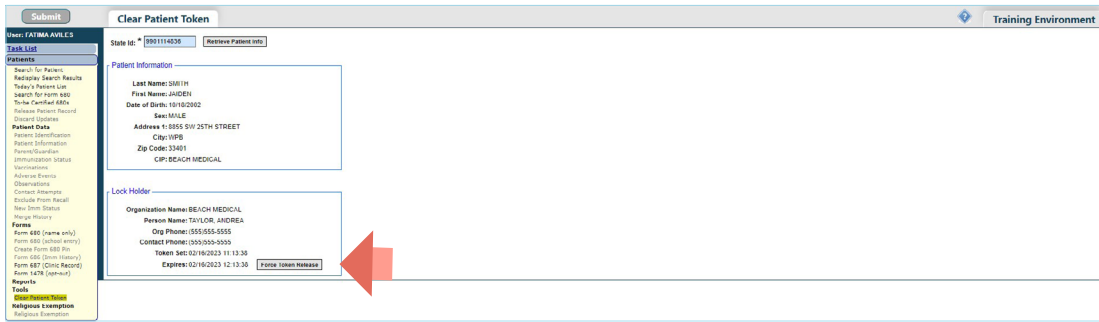 Submit
Clear Patient Token
Training Environment
User: FATIMA AVILES
Task List
Patients
Search for Patient
Redisplay Search Results
Today's Patient List
Search for Form 680
To-be Certified 680s
Release Patient Record
Discard Updates
Patient Data
Patient Identification
Patient Information
Parent/Guardian
Immunization Status
Vaccinations
Adverse Events
Observations
Contact Attempts
Exclude From Recall
New Imm Status
Merge History
Forms
Form 680 (name only)
Form 680 (school entry)
Create Form 680 Pin
Form 686 (Imm History)
Form 687 (Clinic Record)
Form 1478 (opt-out)
Reports
Tools
Clear Patient Token
Religious Exemption
Religious Exemption
State Id: * 9901114836 Retrieve Patient Info
Patient Information
Last Name: SMITH
First Name: JAIDEN
Date of Birth: 10/18/2002
Sex: MALE
Address 1: 8855 SW 25TH STREET
City: WPB
Zip Code: 33401
CIP: BEACH MEDICAL
Lock Holder
Organization Name: BEACH MEDICAL
Person Name: TAYLOR, ANDREA
Org Phone: (555)555-5555
Contact Phone: (555)555-5555
Token Set: 02/16/2023 11:13:38
Expires: 02/16/2023 12:13:38 Force Token Release